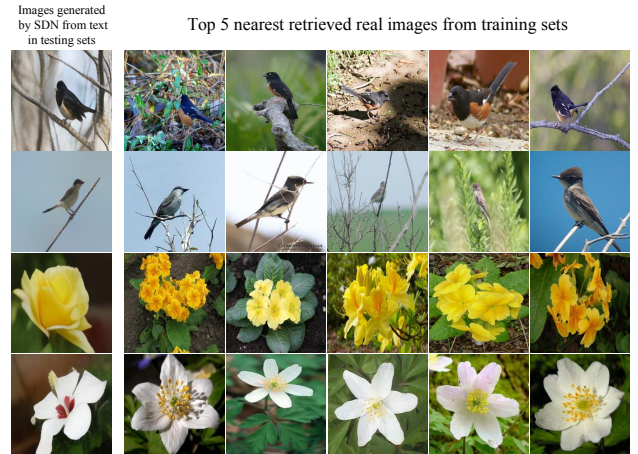 Images generated
by SDN from text
in testing sets
Top 5 nearest retrieved real images from training sets